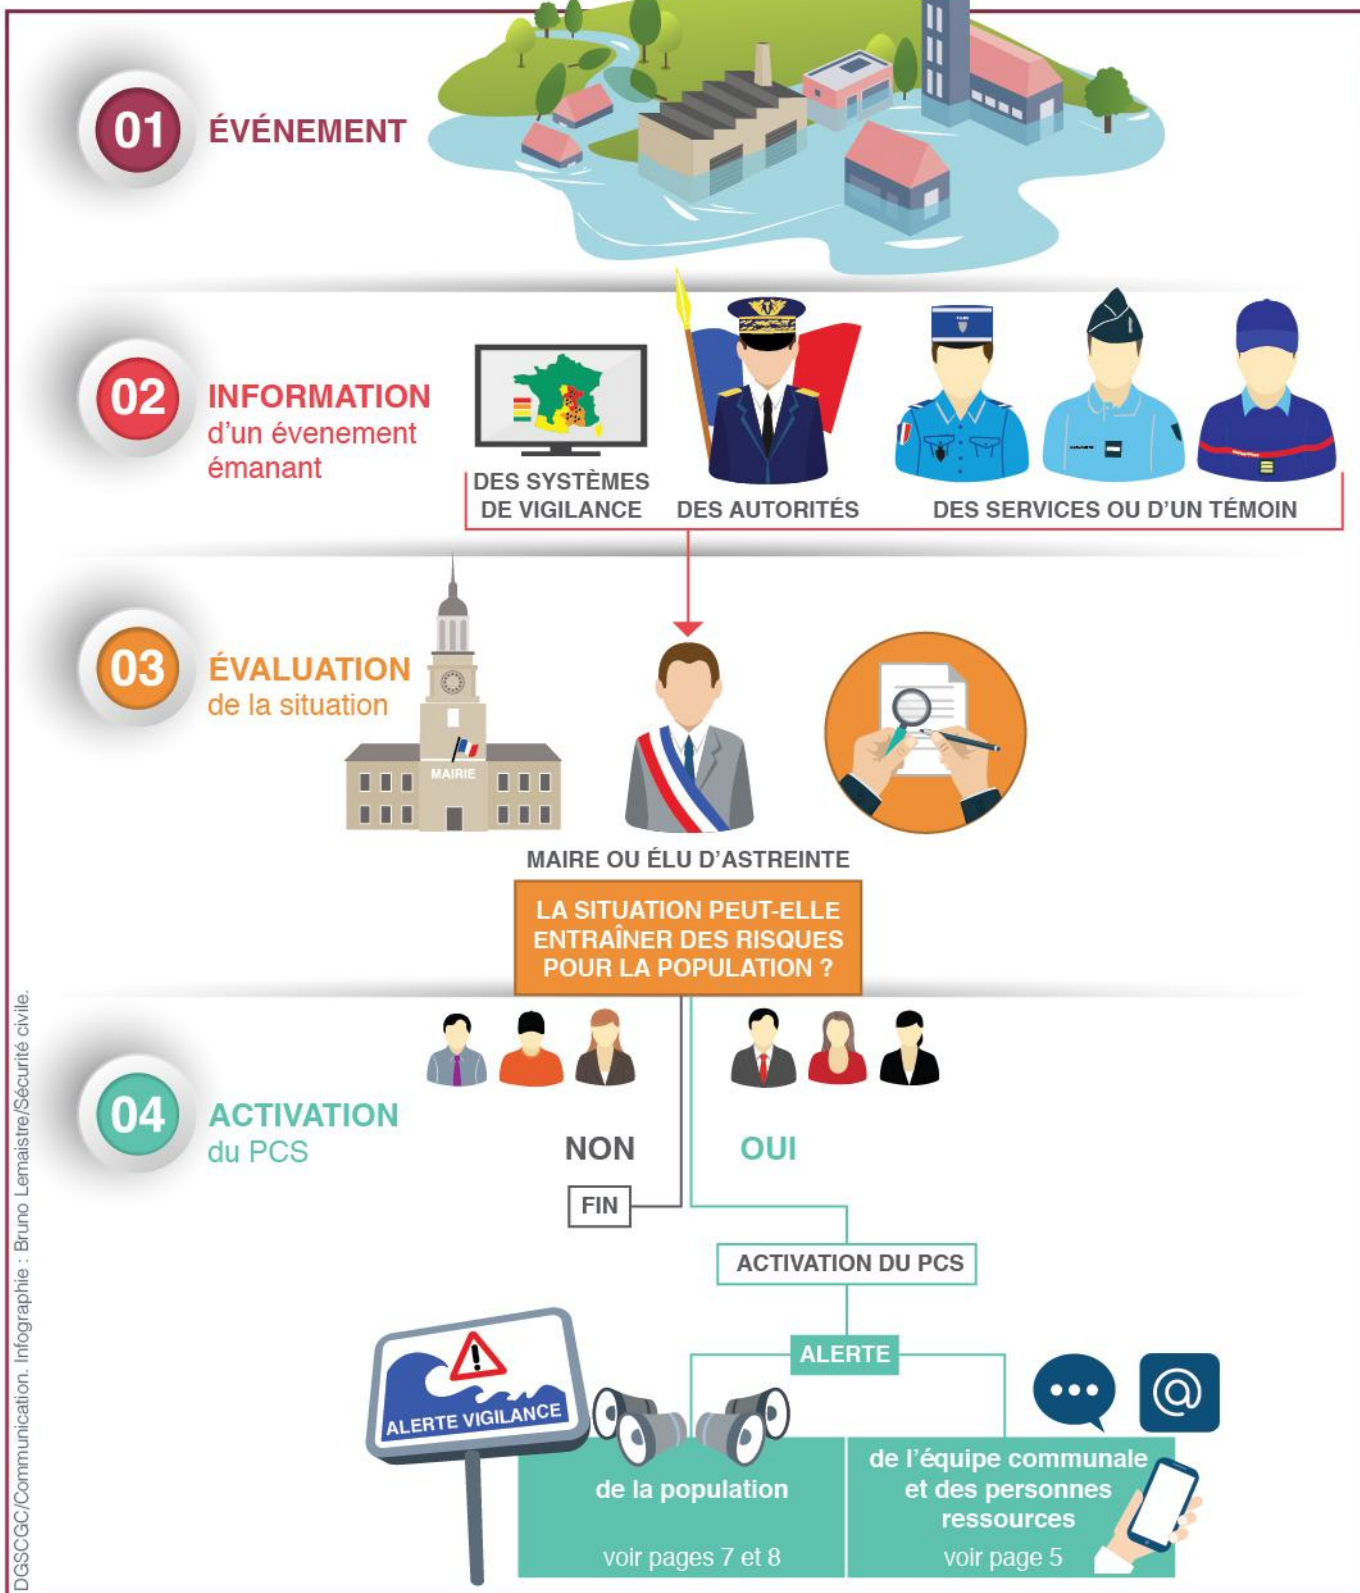 01
ÉVÉNEMENT
02
INFORMATION
d'un évenement
émanant
DES SYSTÈMES
DE VIGILANCE
DES AUTORITÉS
DES SERVICES OU D'UN TÉMOIN
03
ÉVALUATION
de la situation
MAIRIE
MAIRE OU ÉLU D'ASTREINTE
LA SITUATION PEUT-ELLE
ENTRAÎNER DES RISQUES
POUR LA POPULATION ?
04
ACTIVATION
du PCS
NON
OUI
FIN
ACTIVATION DU PCS
ALERTE
ALERTE VIGILANCE
@
de la population
voir pages 7 et 8
de l'équipe communale
et des personnes
ressources
voir page 5
DGSCGC/Communication. Infographie : Bruno Lemaistre/Sécurité civile.